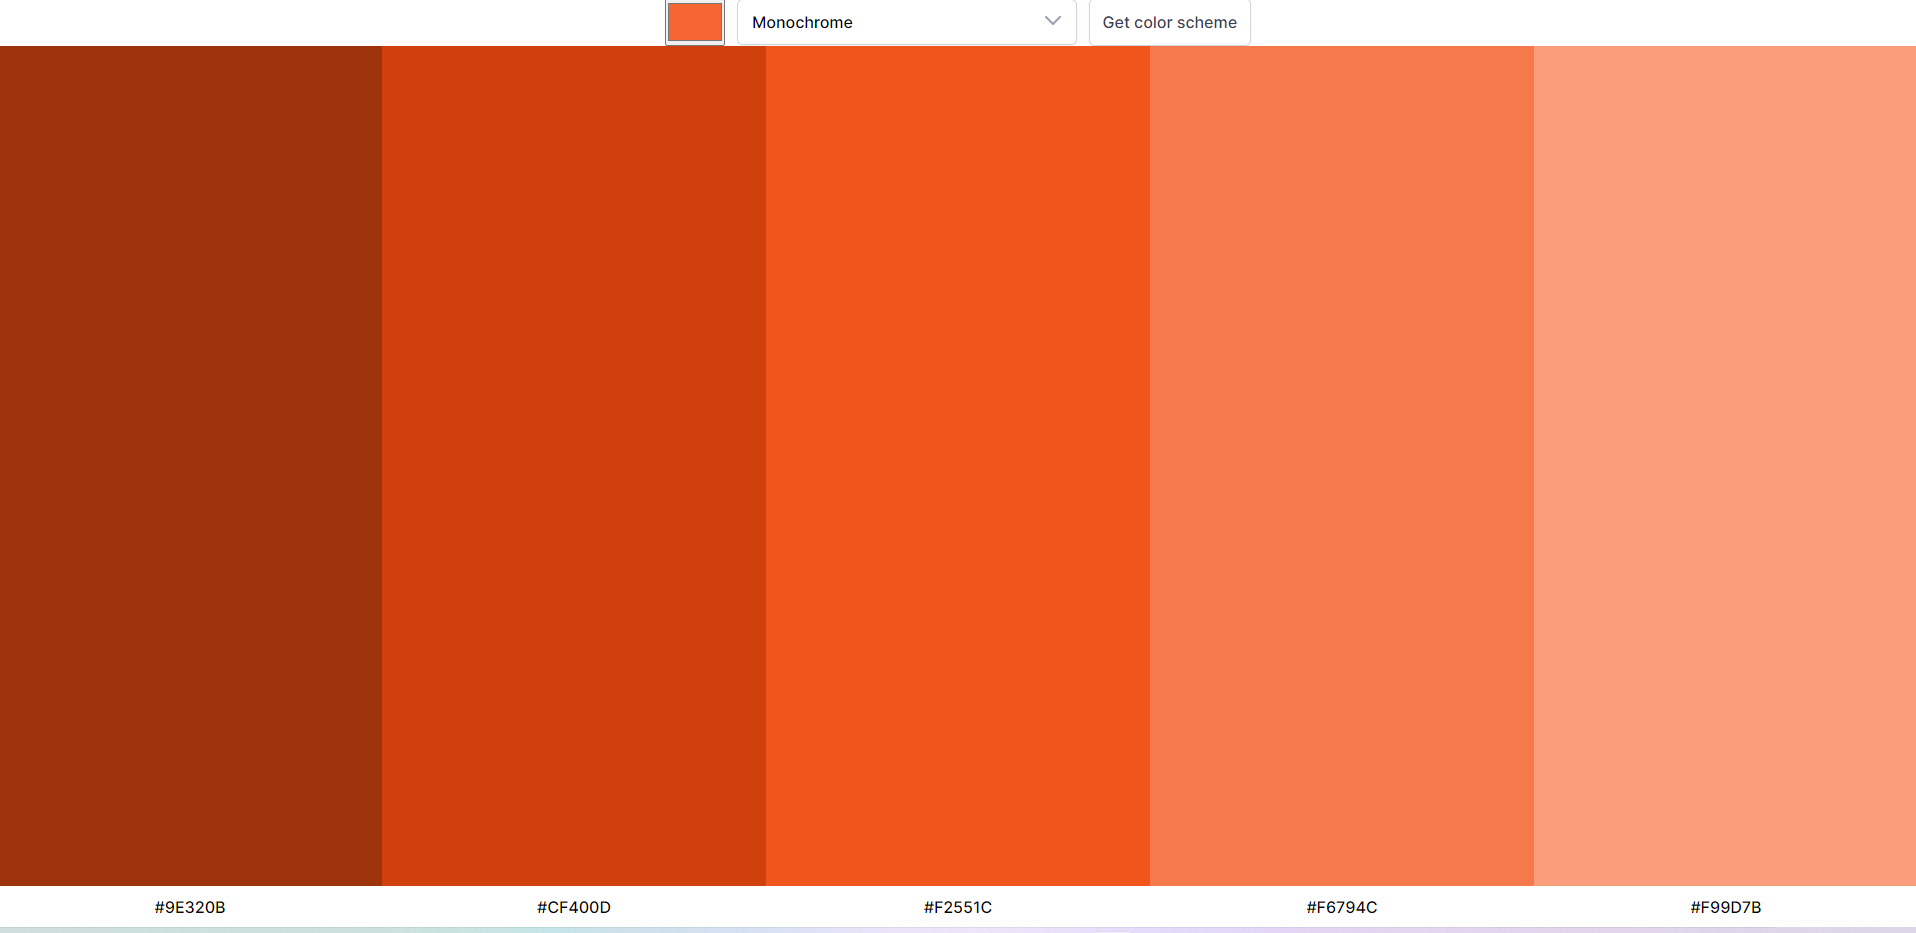 Monochrome
Get color scheme
#9E320B
#CF400D
#F2551C
#F6794C
#F99D7B